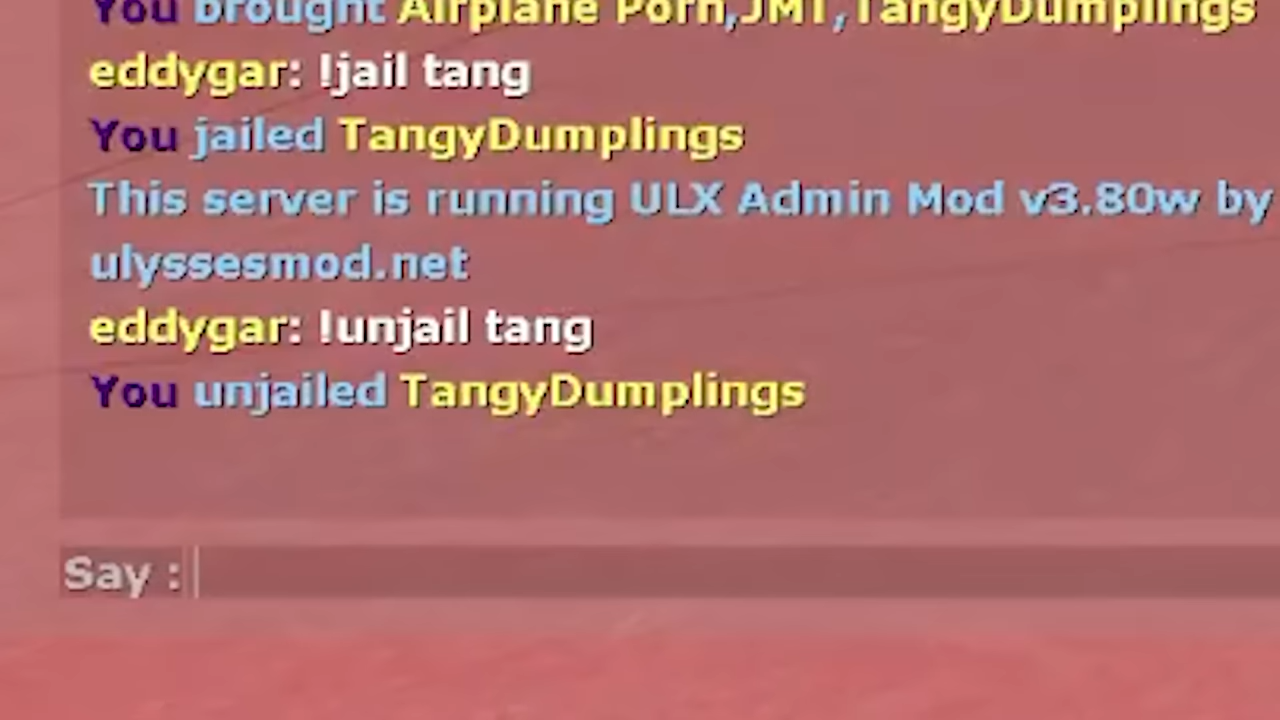 You brought Airplane Porn,JMT,TangyDumplings
eddygar: !jail tang
You jailed TangyDumplings
This server is running ULX Admin Mod v3.80w by
ulyssesmod.net
eddygar: !unjail tang
You unjailed TangyDumplings
Say :